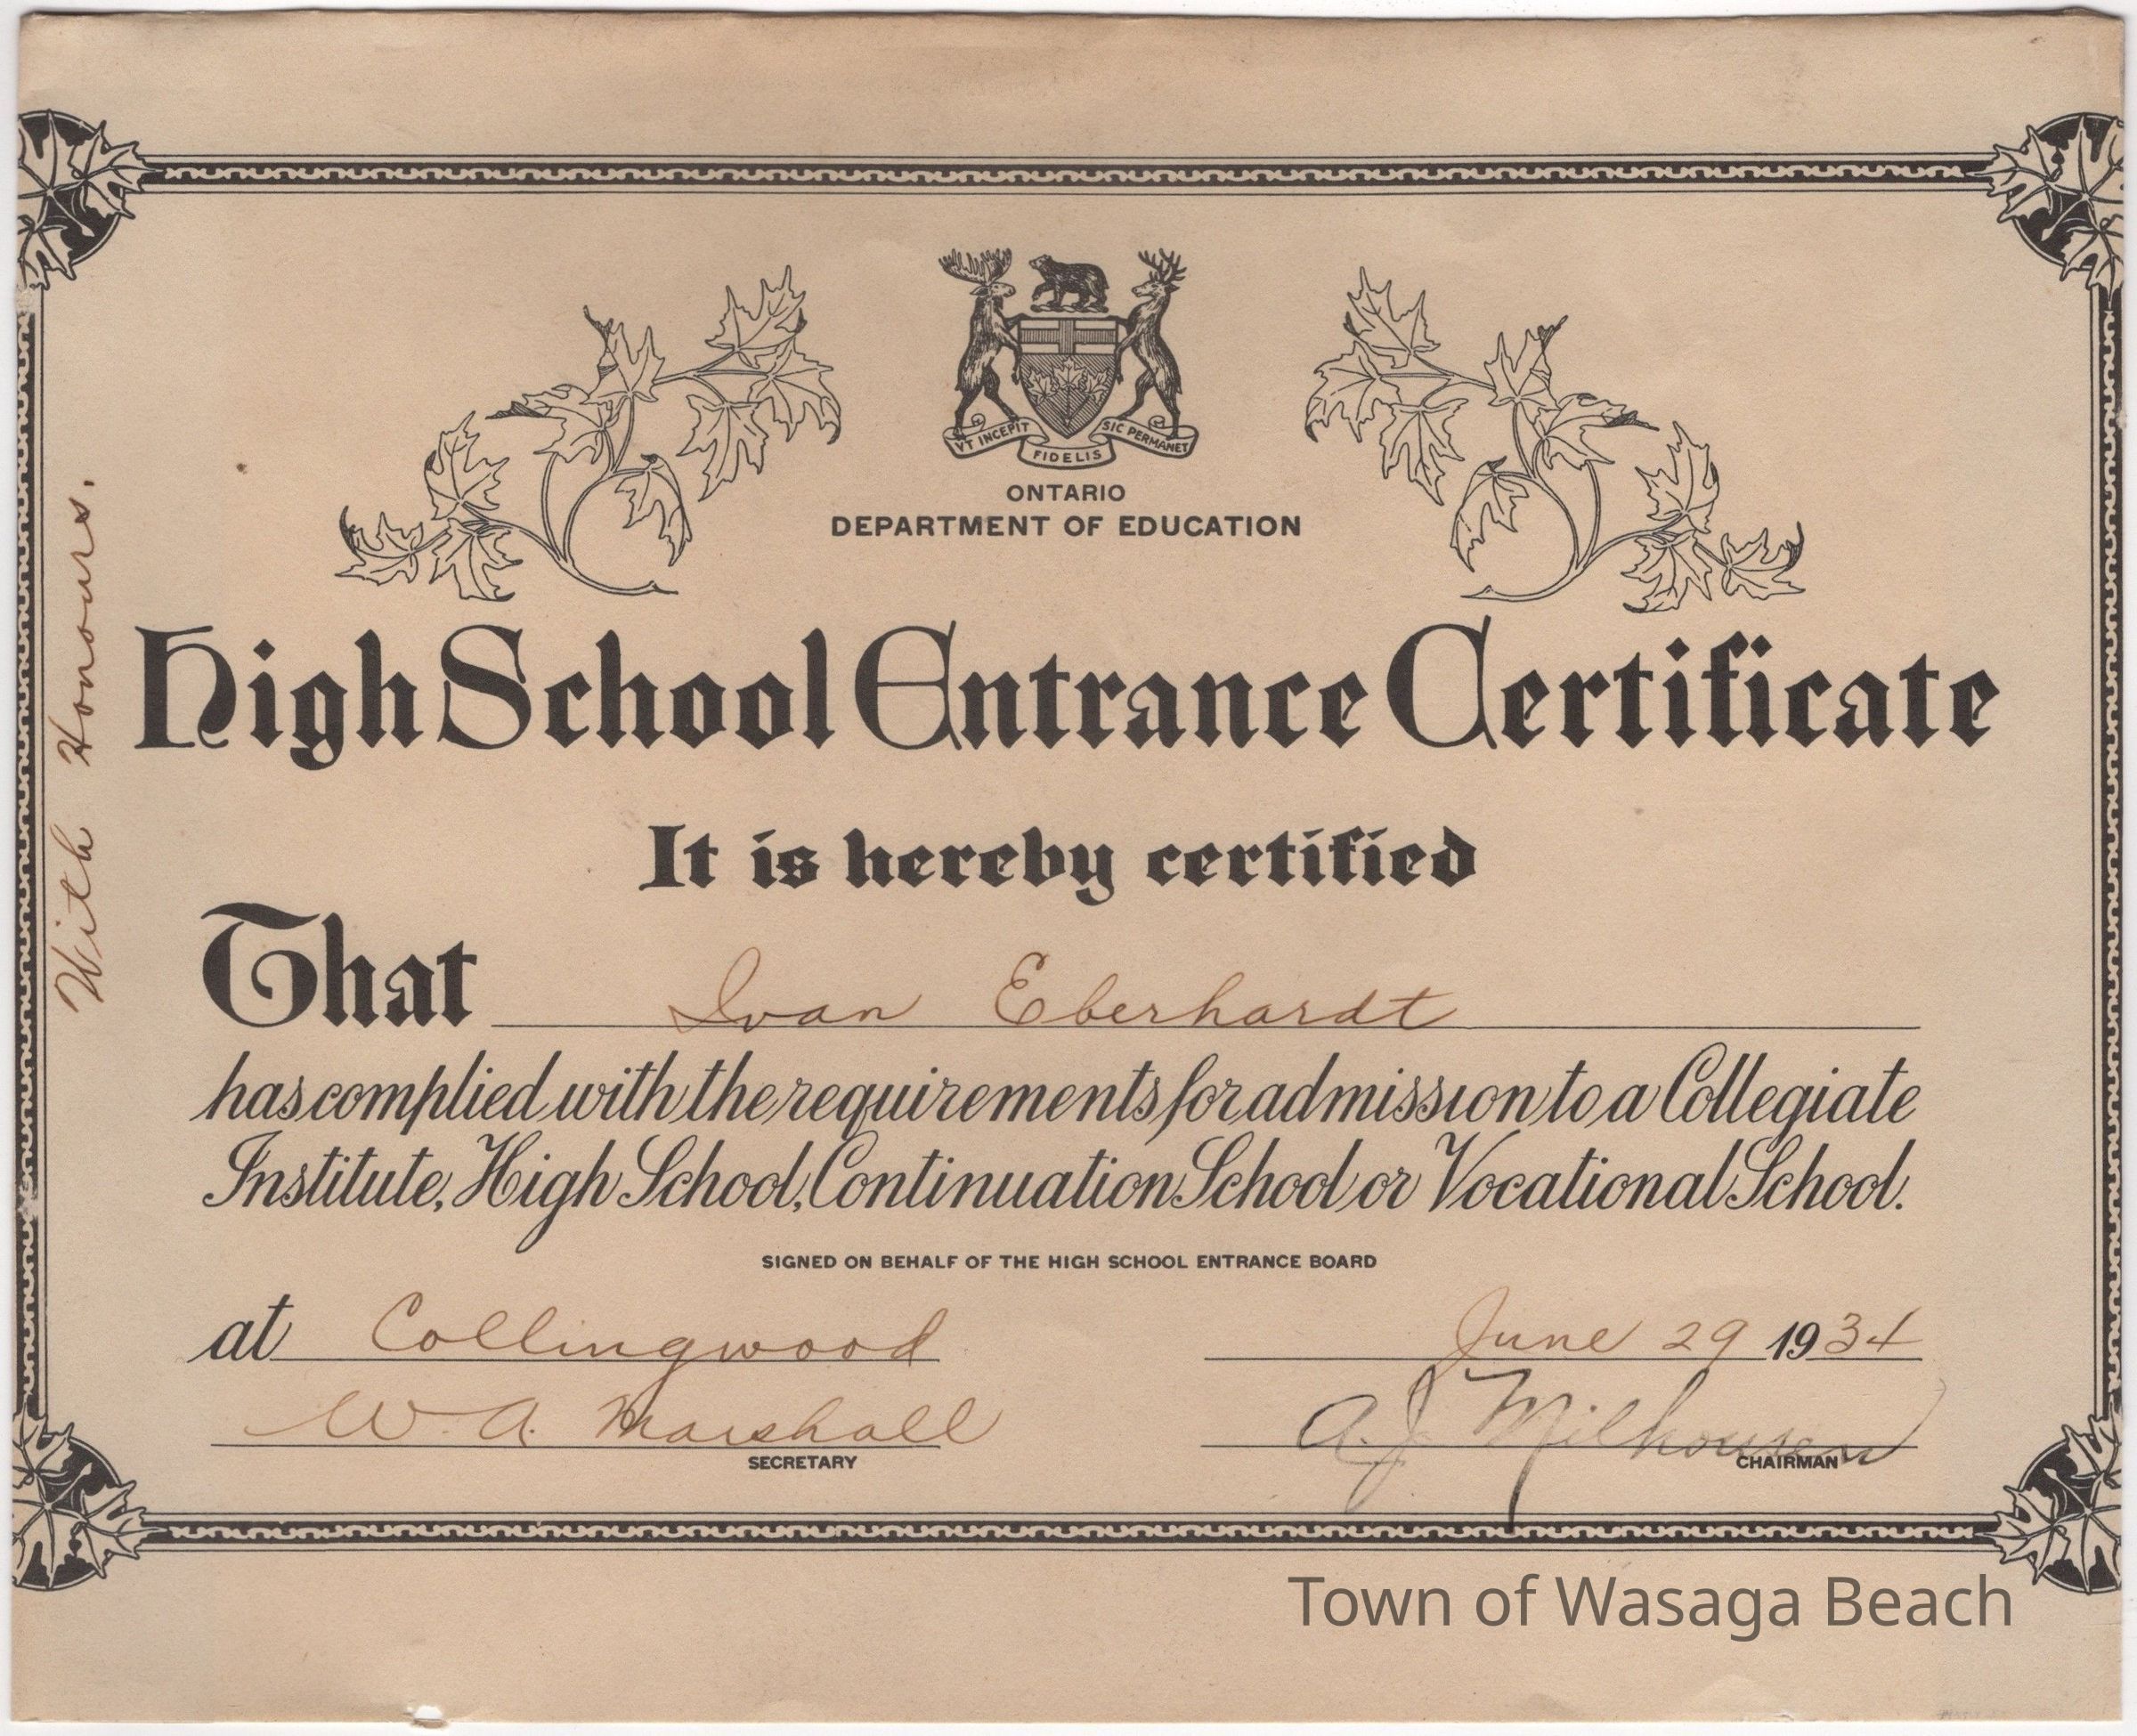 VT INCEPIT FIDELIS SIC PERMANET
ONTARIO
DEPARTMENT OF EDUCATION
With Honours.
High School Entrance Certificate
It is hereby certified
That Ivan Eberhardt
has complied with the requirements for admission to a Collegiate
Institute, High School, Continuation School or Vocational School.
SIGNED ON BEHALF OF THE HIGH SCHOOL ENTRANCE BOARD
at Collingwood June 29 1934
W. A. Marshall A. J. Milhousen
SECRETARY CHAIRMAN
Town of Wasaga Beach